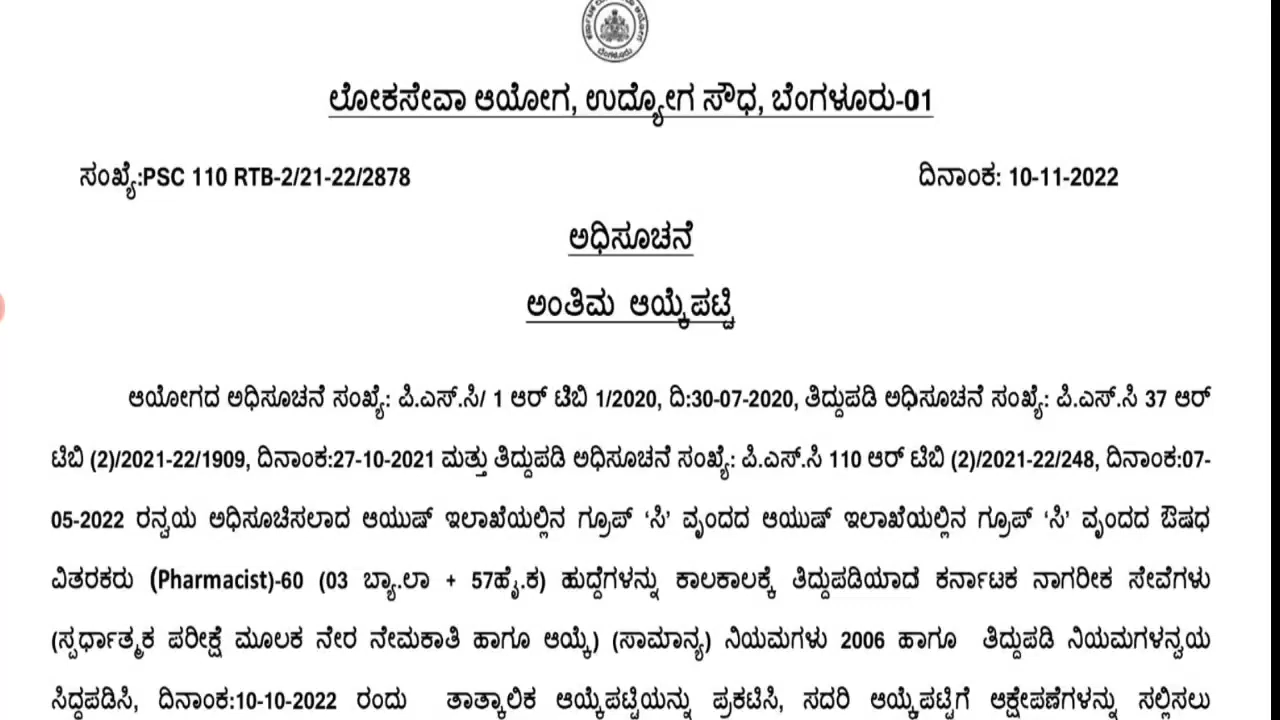 ಬೆಂಗಳೂರು
ಲೋಕಸೇವಾ ಆಯೋಗ, ಉದ್ಯೋಗ ಸೌಧ, ಬೆಂಗಳೂರು-01
ಸಂಖ್ಯೆ:PSC 110 RTB-2/21-22/2878 ದಿನಾಂಕ: 10-11-2022
ಅಧಿಸೂಚನೆ
ಅಂತಿಮ ಆಯ್ಕೆಪಟ್ಟಿ
ಆಯೋಗದ ಅಧಿಸೂಚನೆ ಸಂಖ್ಯೆ: ಪಿ.ಎಸ್.ಸಿ/ 1 ಆರ್ ಟಿಬಿ 1/2020, ದಿ:30-07-2020, ತಿದ್ದುಪಡಿ ಅಧಿಸೂಚನೆ ಸಂಖ್ಯೆ: ಪಿ.ಎಸ್.ಸಿ 37 ಆರ್
ಟಿಬಿ (2)/2021-22/1909, ದಿನಾಂಕ:27-10-2021 ಮತ್ತು ತಿದ್ದುಪಡಿ ಅಧಿಸೂಚನೆ ಸಂಖ್ಯೆ: ಪಿ.ಎಸ್.ಸಿ 110 ಆರ್ ಟಿಬಿ (2)/2021-22/248, ದಿನಾಂಕ:07-
05-2022 ರನ್ವಯ ಅಧಿಸೂಚಿಸಲಾದ ಆಯುಷ್ ಇಲಾಖೆಯಲ್ಲಿನ ಗ್ರೂಪ್ ‘ಸಿ’ ವೃಂದದ ಆಯುಷ್ ಇಲಾಖೆಯಲ್ಲಿನ ಗ್ರೂಪ್ ‘ಸಿ’ ವೃಂದದ ಔಷಧ
ವಿತರಕರು (Pharmacist)-60 (03 ಬ್ಯಾ.ಲಾ + 57ಹೈ.ಕ) ಹುದ್ದೆಗಳನ್ನು ಕಾಲಕಾಲಕ್ಕೆ ತಿದ್ದುಪಡಿಯಾದ ಕರ್ನಾಟಕ ನಾಗರೀಕ ಸೇವೆಗಳು
(ಸ್ಪರ್ಧಾತ್ಮಕ ಪರೀಕ್ಷೆ ಮೂಲಕ ನೇರ ನೇಮಕಾತಿ ಹಾಗೂ ಆಯ್ಕೆ) (ಸಾಮಾನ್ಯ) ನಿಯಮಗಳು 2006 ಹಾಗೂ ತಿದ್ದುಪಡಿ ನಿಯಮಗಳನ್ವಯ
ಸಿದ್ಧಪಡಿಸಿ, ದಿನಾಂಕ:10-10-2022 ರಂದು ತಾತ್ಕಾಲಿಕ ಆಯ್ಕೆಪಟ್ಟಿಯನ್ನು ಪ್ರಕಟಿಸಿ, ಸದರಿ ಆಯ್ಕೆಪಟ್ಟಿಗೆ ಆಕ್ಷೇಪಣೆಗಳನ್ನು ಸಲ್ಲಿಸಲು